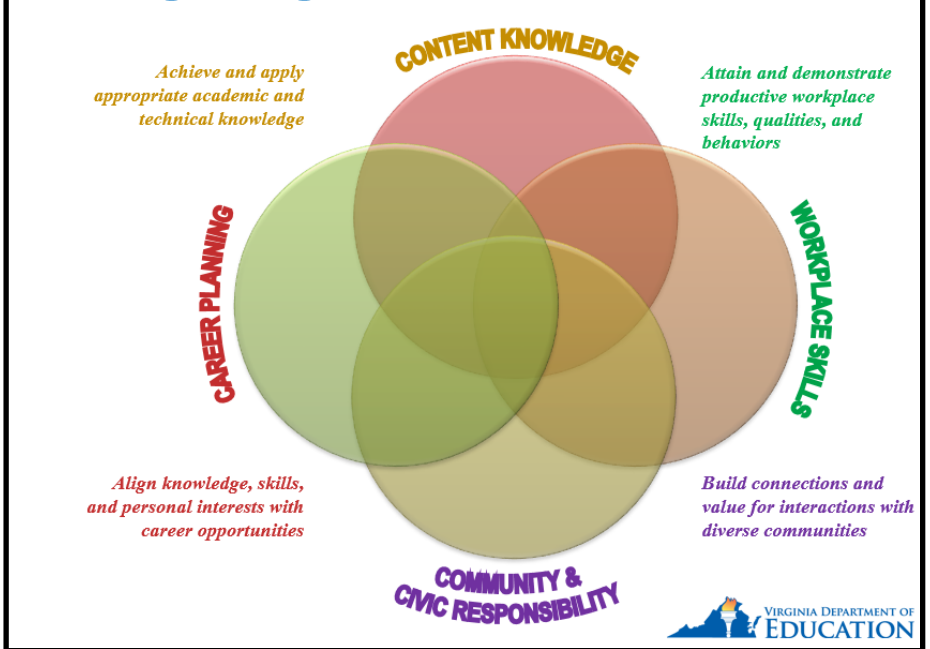 CONTENT KNOWLEDGE
Achieve and apply
appropriate academic and
technical knowledge
Attain and demonstrate
productive workplace
skills, qualities, and
behaviors
CAREER PLANNING
WORKPLACE SKILLS
Align knowledge, skills,
and personal interests with
career opportunities
Build connections and
value for interactions with
diverse communities
COMMUNITY &
CIVIC RESPONSIBILITY
VIRGINIA DEPARTMENT OF
EDUCATION